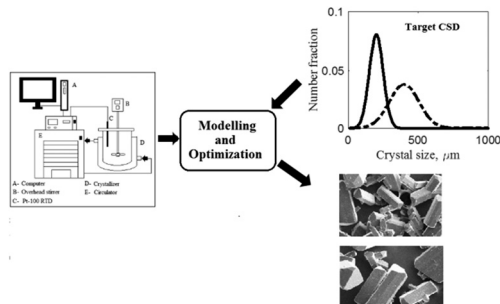 A
B
C
D
E
A- Computer
B- Overhead stirrer
C- Pt-100 RTD
D- Crystallizer
E- Circulator
Modelling
and
Optimization
Target CSD
Number fraction
0.1
0.05
0
0
500
1000
Crystal size, μm